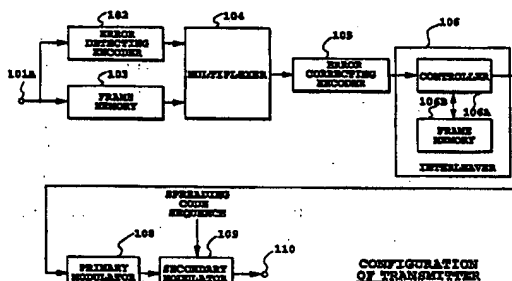 102
104
106
101A
ERROR
DETECTING
ENCODER
103
FRAME
MEMORY
MULTIPLEXER
105
ERROR
CORRECTING
ENCODER
CONTROLLER
106B
106A
FRAME
MEMORY
INTERLEAVER
SPREADING
CODE
SEQUENCE
108
109
110
PRIMARY
MODULATOR
SECONDARY
MODULATOR
CONFIGURATION
OF TRANSMITTER